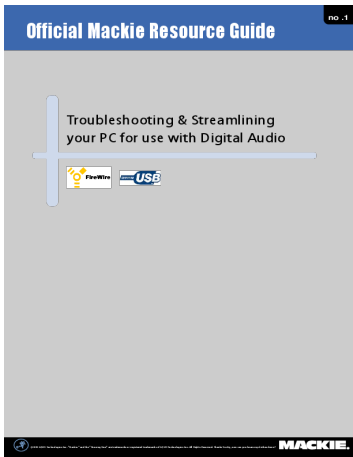 no .1
Official Mackie Resource Guide
Troubleshooting & Streamlining
your PC for use with Digital Audio
FireWire
USB
MACKIE.